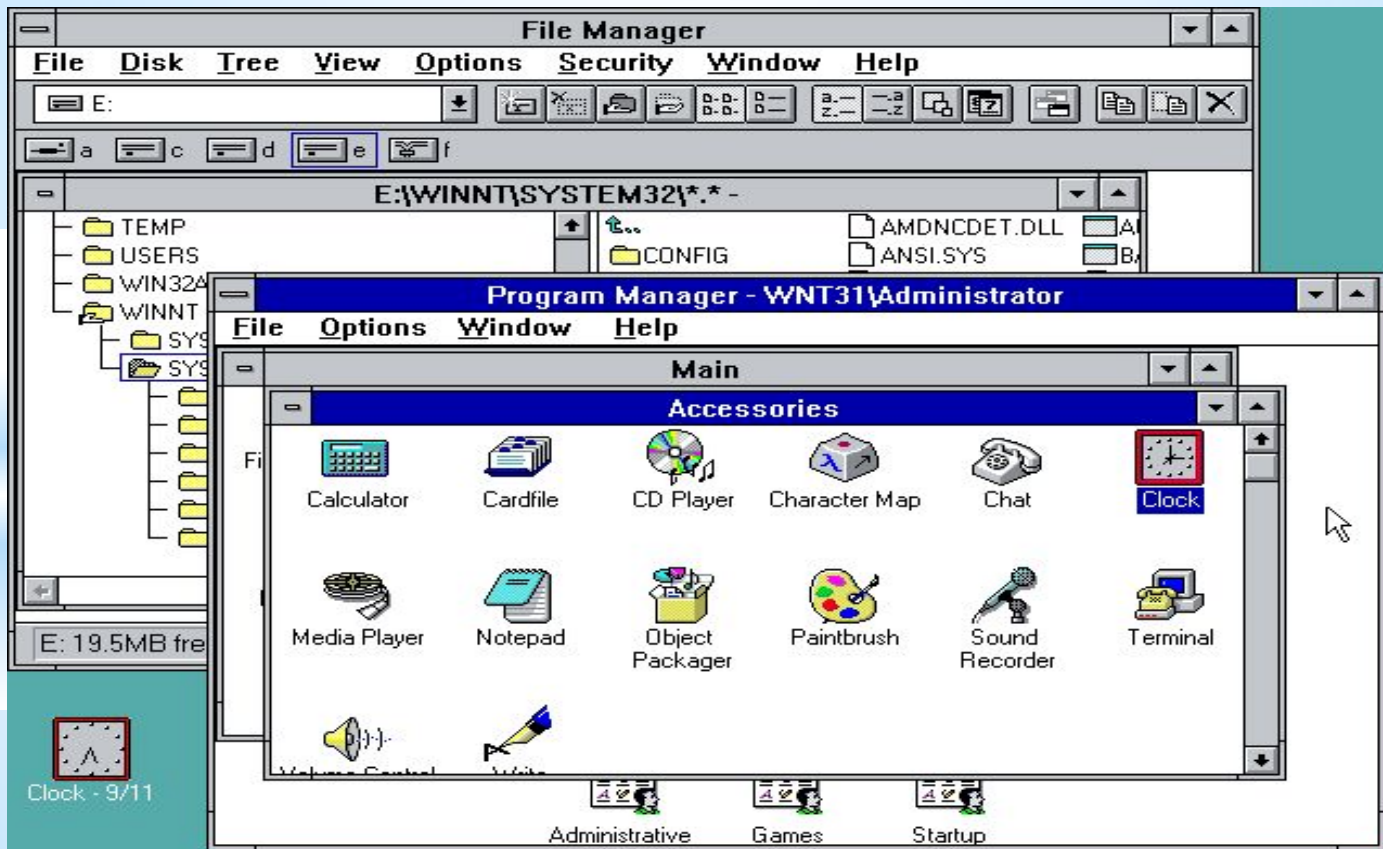 File Manager
File Disk Tree View Options Security Window Help
E:
a c d e f
E:\WINNT\SYSTEM32\*.* -
TEMP
USERS
WINNT
CONFIG
AMDNCDET.DLL
ANSI.SYS
E: 19.5MB
Program Manager - WNT31\Administrator
File Options Window Help
Main
Accessories
Calculator Cardfile CD Player Character Map Chat Clock
Media Player Notepad Object Packager Paintbrush Sound Recorder Terminal
Administrative Games Startup
Clock - 9/11